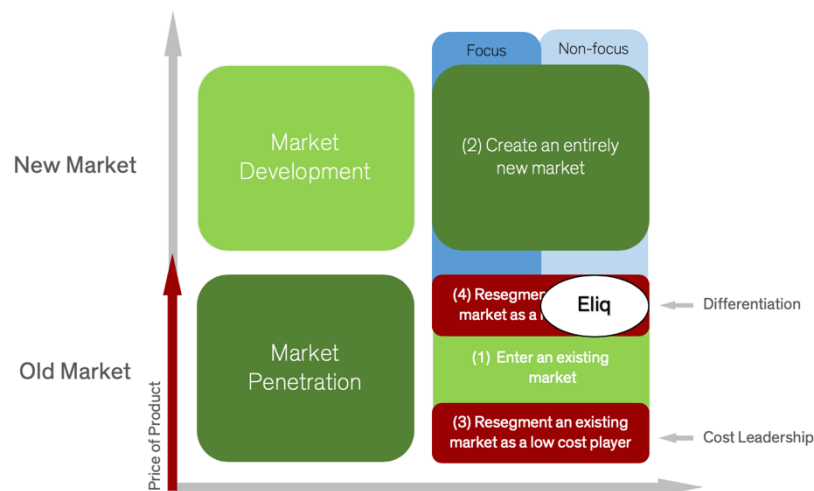 Focus
Non-focus
New Market
Market
Development
(2) Create an entirely
new market
(4) Resegm
market as a
Eliq
Differentiation
Old Market
Market
Penetration
(1) Enter an existing
market
(3) Resegment an existing
market as a low cost player
Cost Leadership
Price of Product